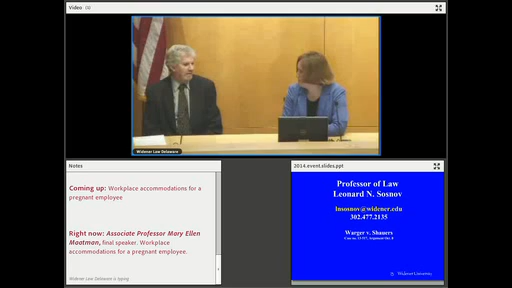 Video
Widener Law Delaware
Notes
Coming up: Workplace accommodations for a
pregnant employee
Right now: Associate Professor Mary Ellen
Maatman, final speaker. Workplace
accommodations for a pregnant employee.
Widener Law Delaware is typing
2014.event.slides.ppt
Professor of Law
Leonard N. Sosnov
lnsosnov@widener.edu
302.477.2135
Warger v. Shauers
Widener University